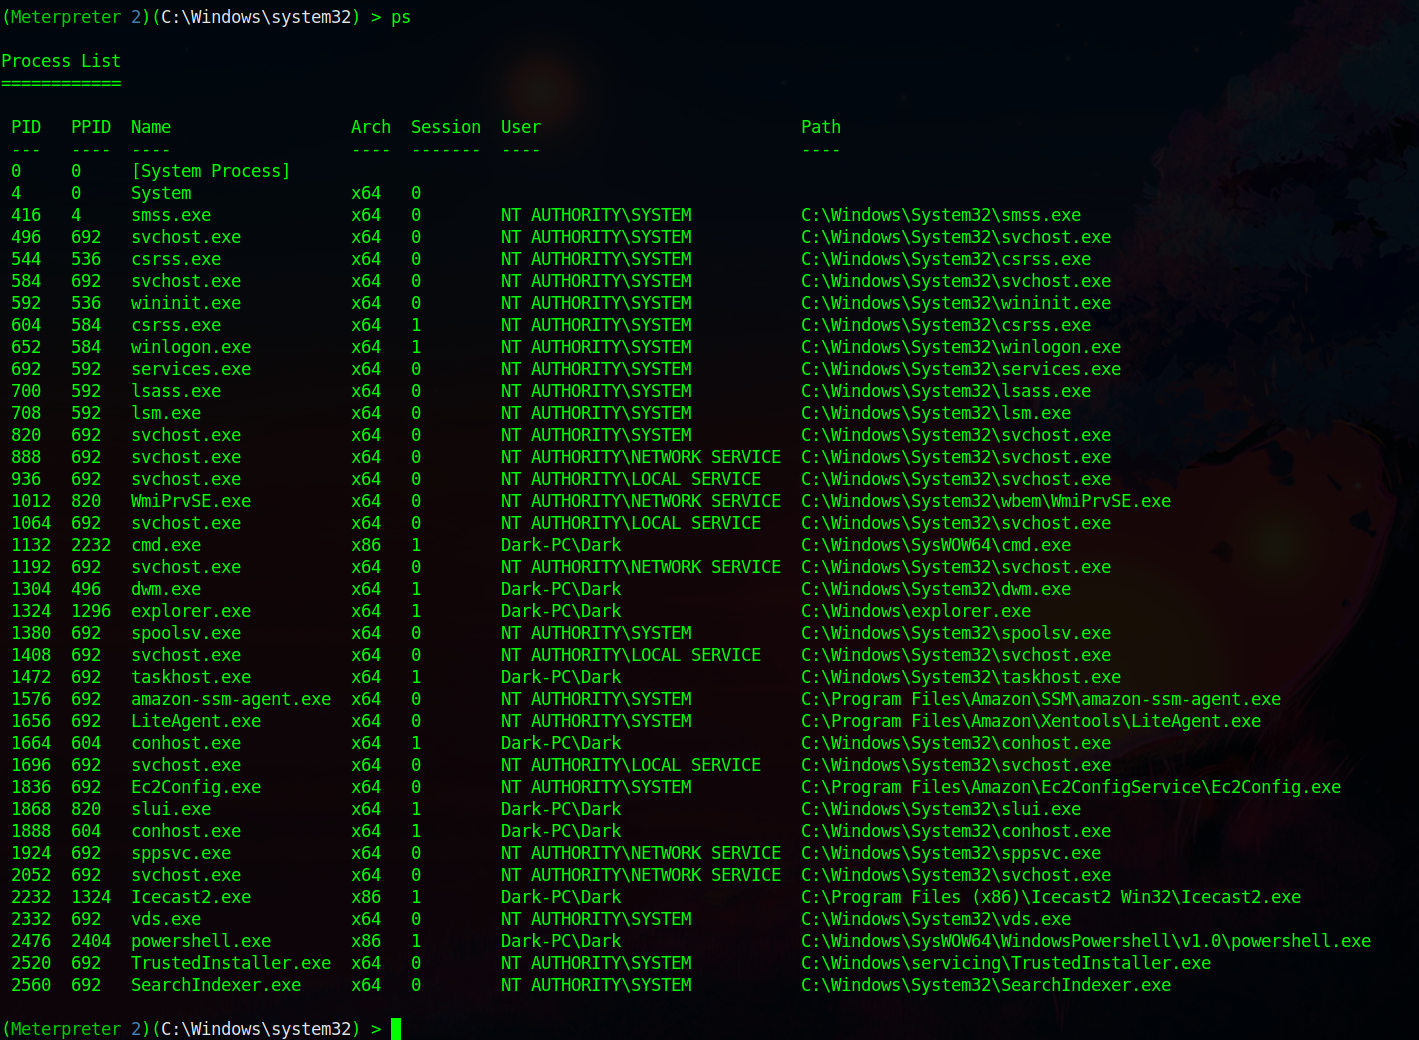 (Meterpreter 2)(C:\Windows\system32) > ps
Process List
============
PID PPID Name Arch Session User Path
--- ---- ---- ---- ------- ---- ----
0 0 [System Process]
4 0 System x64 0
416 4 smss.exe x64 0 NT AUTHORITY\SYSTEM C:\Windows\System32\smss.exe
496 692 svchost.exe x64 0 NT AUTHORITY\SYSTEM C:\Windows\System32\svchost.exe
544 536 csrss.exe x64 0 NT AUTHORITY\SYSTEM C:\Windows\System32\csrss.exe
584 692 svchost.exe x64 0 NT AUTHORITY\SYSTEM C:\Windows\System32\svchost.exe
592 536 wininit.exe x64 0 NT AUTHORITY\SYSTEM C:\Windows\System32\wininit.exe
604 584 csrss.exe x64 1 NT AUTHORITY\SYSTEM C:\Windows\System32\csrss.exe
652 584 winlogon.exe x64 1 NT AUTHORITY\SYSTEM C:\Windows\System32\winlogon.exe
692 592 services.exe x64 0 NT AUTHORITY\SYSTEM C:\Windows\System32\services.exe
700 592 lsass.exe x64 0 NT AUTHORITY\SYSTEM C:\Windows\System32\lsass.exe
708 592 lsm.exe x64 0 NT AUTHORITY\SYSTEM C:\Windows\System32\lsm.exe
820 692 svchost.exe x64 0 NT AUTHORITY\SYSTEM C:\Windows\System32\svchost.exe
888 692 svchost.exe x64 0 NT AUTHORITY\NETWORK SERVICE C:\Windows\System32\svchost.exe
936 692 svchost.exe x64 0 NT AUTHORITY\LOCAL SERVICE C:\Windows\System32\svchost.exe
1012 820 WmiPrvSE.exe x64 0 NT AUTHORITY\NETWORK SERVICE C:\Windows\System32\wbem\WmiPrvSE.exe
1064 692 svchost.exe x64 0 NT AUTHORITY\LOCAL SERVICE C:\Windows\System32\svchost.exe
1132 2232 cmd.exe x86 1 Dark-PC\Dark C:\Windows\SysWOW64\cmd.exe
1192 692 svchost.exe x64 0 NT AUTHORITY\NETWORK SERVICE C:\Windows\System32\svchost.exe
1304 496 dwm.exe x64 1 Dark-PC\Dark C:\Windows\System32\dwm.exe
1324 1296 explorer.exe x64 1 Dark-PC\Dark C:\Windows\explorer.exe
1380 692 spoolsv.exe x64 0 NT AUTHORITY\SYSTEM C:\Windows\System32\spoolsv.exe
1408 692 svchost.exe x64 0 NT AUTHORITY\LOCAL SERVICE C:\Windows\System32\svchost.exe
1472 692 taskhost.exe x64 1 Dark-PC\Dark C:\Windows\System32\taskhost.exe
1576 692 amazon-ssm-agent.exe x64 0 NT AUTHORITY\SYSTEM C:\Program Files\Amazon\SSM\amazon-ssm-agent.exe
1656 692 LiteAgent.exe x64 0 NT AUTHORITY\SYSTEM C:\Program Files\Amazon\Xentools\LiteAgent.exe
1664 604 conhost.exe x64 1 Dark-PC\Dark C:\Windows\System32\conhost.exe
1696 692 svchost.exe x64 0 NT AUTHORITY\LOCAL SERVICE C:\Windows\System32\svchost.exe
1836 692 Ec2Config.exe x64 0 NT AUTHORITY\SYSTEM C:\Program Files\Amazon\Ec2ConfigService\Ec2Config.exe
1868 820 slui.exe x64 1 Dark-PC\Dark C:\Windows\System32\slui.exe
1888 604 conhost.exe x64 1 Dark-PC\Dark C:\Windows\System32\conhost.exe
1924 692 sppsvc.exe x64 0 NT AUTHORITY\NETWORK SERVICE C:\Windows\System32\sppsvc.exe
2052 692 svchost.exe x64 0 NT AUTHORITY\NETWORK SERVICE C:\Windows\System32\svchost.exe
2232 1324 Icecast2.exe x86 1 Dark-PC\Dark C:\Program Files (x86)\Icecast2 Win32\Icecast2.exe
2332 692 vds.exe x64 0 NT AUTHORITY\SYSTEM C:\Windows\System32\vds.exe
2476 2404 powershell.exe x86 1 Dark-PC\Dark C:\Windows\SysWOW64\WindowsPowershell\v1.0\powershell.exe
2520 692 TrustedInstaller.exe x64 0 NT AUTHORITY\SYSTEM C:\Windows\servicing\TrustedInstaller.exe
2560 692 SearchIndexer.exe x64 0 NT AUTHORITY\SYSTEM C:\Windows\System32\SearchIndexer.exe
(Meterpreter 2)(C:\Windows\system32) >